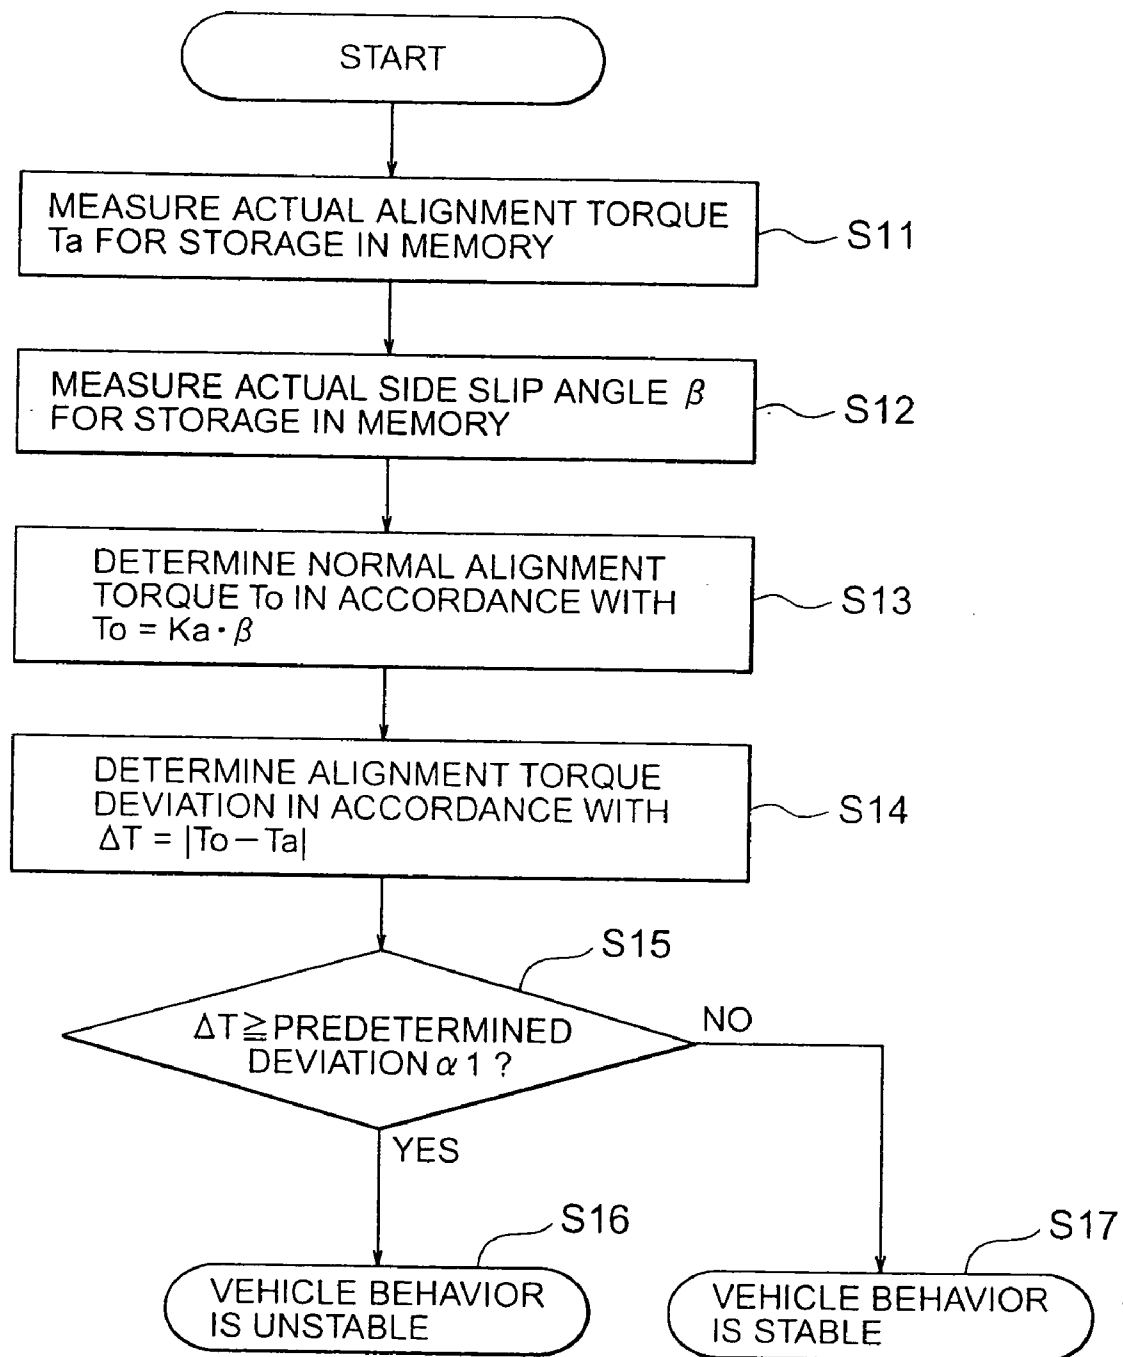 START
MEASURE ACTUAL ALIGNMENT TORQUE
Ta FOR STORAGE IN MEMORY
S11
MEASURE ACTUAL SIDE SLIP ANGLE β
FOR STORAGE IN MEMORY
S12
DETERMINE NORMAL ALIGNMENT
TORQUE To IN ACCORDANCE WITH
To = Ka·β
S13
DETERMINE ALIGNMENT TORQUE
DEVIATION IN ACCORDANCE WITH
ΔT = |To－Ta|
S14
S15
ΔT≧PREDETERMINED
DEVIATION α1 ?
NO
YES
S16
VEHICLE BEHAVIOR
IS UNSTABLE
S17
VEHICLE BEHAVIOR
IS STABLE